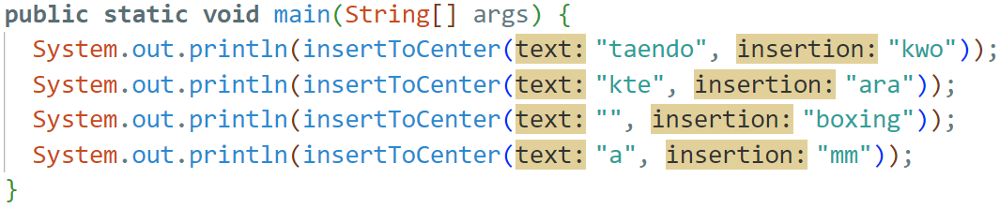 public static void main(String[] args) {
System.out.println(insertToCenter(text: "taendo", insertion: "kwo"));
System.out.println(insertToCenter(text: "kte", insertion: "ara"));
System.out.println(insertToCenter(text: "", insertion: "boxing"));
System.out.println(insertToCenter(text: "a", insertion: "mm"));
}